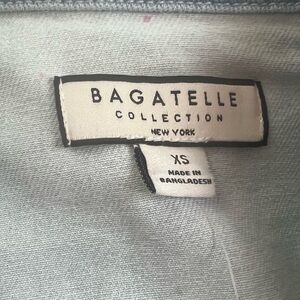 BAGATELLE
COLLECTION
NEW YORK
XS
MADE IN
BANGLADESH